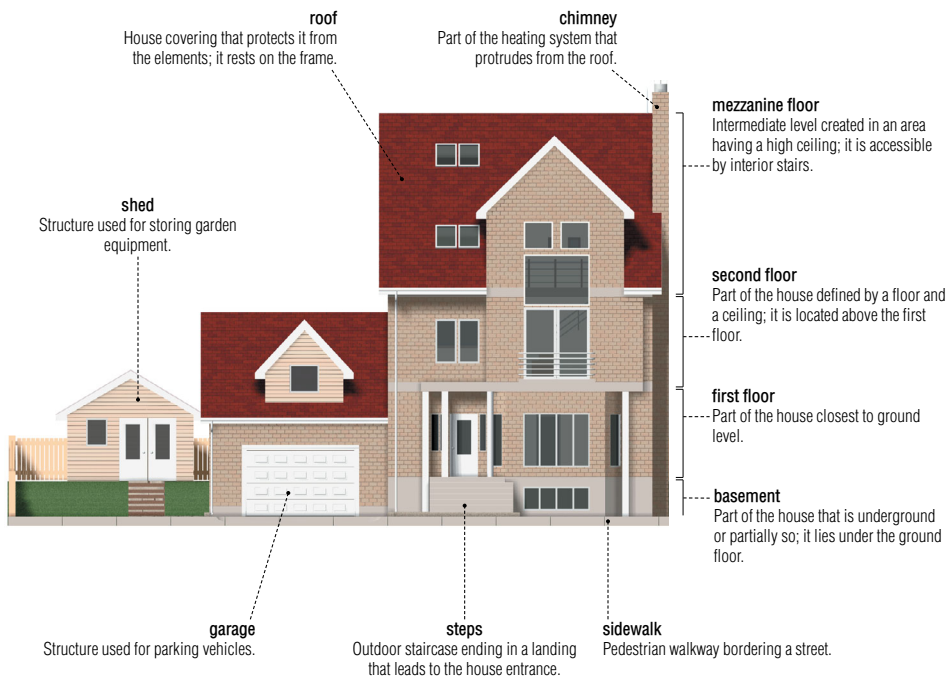 roof
House covering that protects it from
the elements; it rests on the frame.
chimney
Part of the heating system that
protrudes from the roof.
mezzanine floor
Intermediate level created in an area
having a high ceiling; it is accessible
by interior stairs.
shed
Structure used for storing garden
equipment.
second floor
Part of the house defined by a floor and
a ceiling; it is located above the first
floor.
first floor
Part of the house closest to ground
level.
basement
Part of the house that is underground
or partially so; it lies under the ground
floor.
garage
Structure used for parking vehicles.
steps
Outdoor staircase ending in a landing
that leads to the house entrance.
sidewalk
Pedestrian walkway bordering a street.